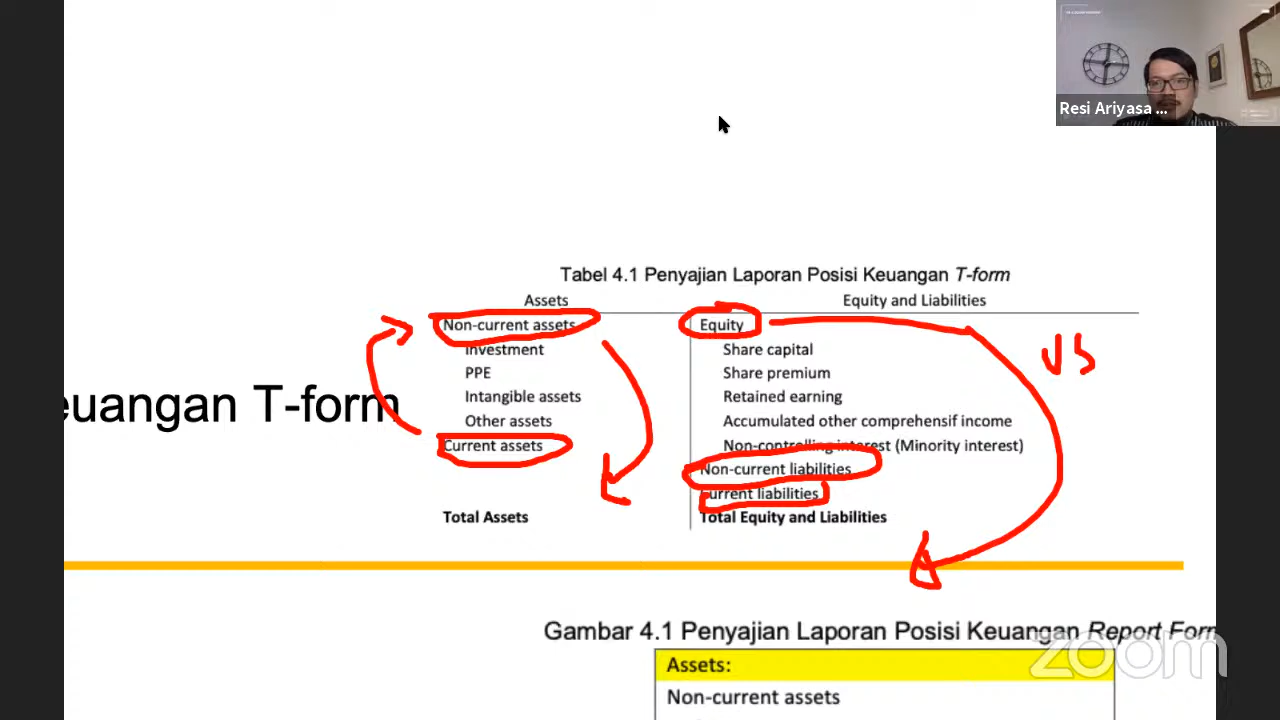 Resi Ariyasa ...
Tabel 4.1 Penyajian Laporan Posisi Keuangan T-form
Assets
Equity and Liabilities
Non-current assets
Investment
PPE
Intangible assets
Other assets
Current assets
Total Assets
Equity
Share capital
Share premium
Retained earning
Accumulated other comprehensif income
Non-controlling interest (Minority interest)
Non-current liabilities
Current liabilities
Total Equity and Liabilities
VS
euangan T-form
Gambar 4.1 Penyajian Laporan Posisi Keuangan Report Form
Assets:
Non-current assets
zoom